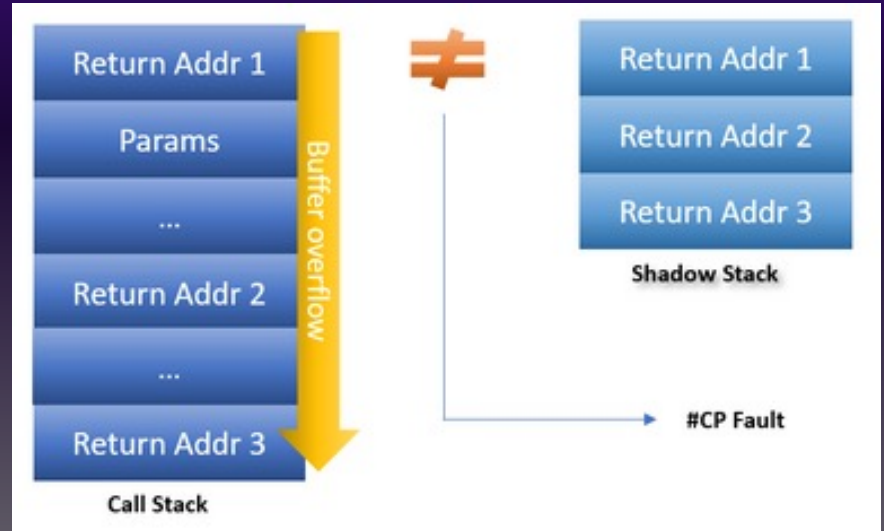 Return Addr 1
Params
...
Return Addr 2
...
Return Addr 3
Call Stack
Buffer overflow
≠
Return Addr 1
Return Addr 2
Return Addr 3
Shadow Stack
#CP Fault